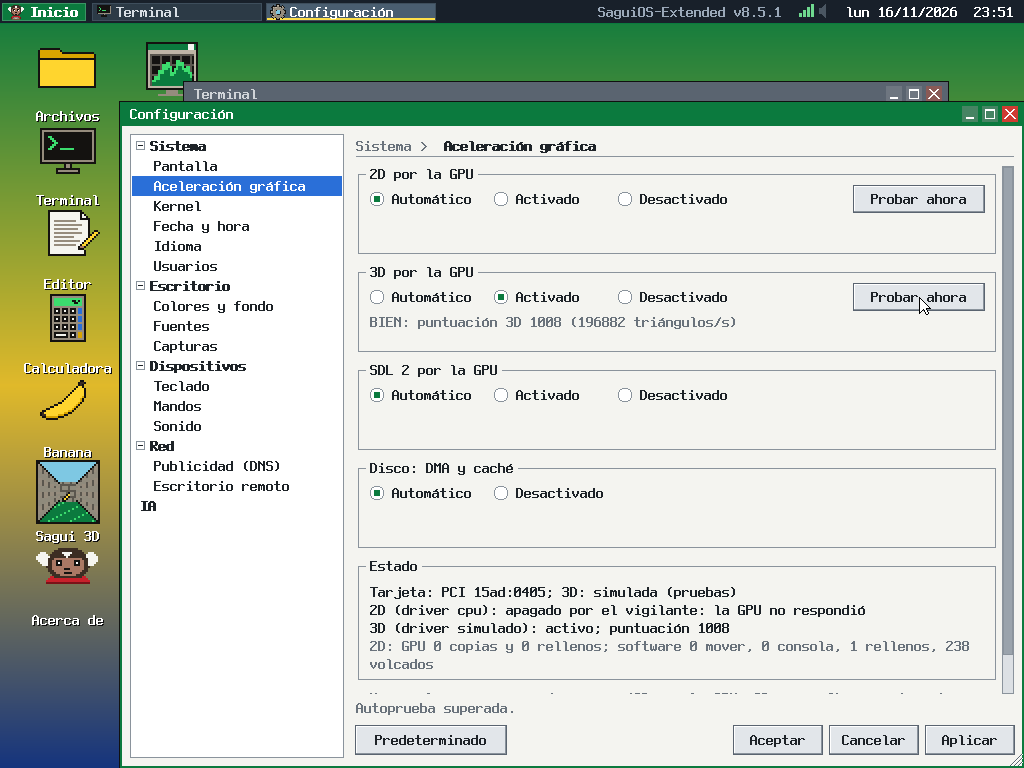 Inicio
Terminal
Configuración
SaguiOS-Extended v8.5.1
lun 16/11/2026 23:51
Archivos
Terminal
Editor
Calculadora
Banana
Sagui 3D
Acerca de
Terminal
Configuración
Sistema
Pantalla
Aceleración gráfica
Kernel
Fecha y hora
Idioma
Usuarios
Escritorio
Colores y fondo
Fuentes
Capturas
Dispositivos
Teclado
Mandos
Sonido
Red
Publicidad (DNS)
Escritorio remoto
IA
Sistema > Aceleración gráfica
2D por la GPU
Automático Activado Desactivado Probar ahora
3D por la GPU
Automático Activado Desactivado Probar ahora
BIEN: puntuación 3D 1008 (196882 triángulos/s)
SDL 2 por la GPU
Automático Activado Desactivado
Disco: DMA y caché
Automático Desactivado
Estado
Tarjeta: PCI 15ad:0405; 3D: simulada (pruebas)
2D (driver cpu): apagado por el vigilante: la GPU no respondió
3D (driver simulado): activo; puntuación 1008
2D: GPU 0 copias y 0 rellenos; software 0 mover, 0 consola, 1 rellenos, 238
volcados
Autoprueba superada.
Predeterminado Aceptar Cancelar Aplicar